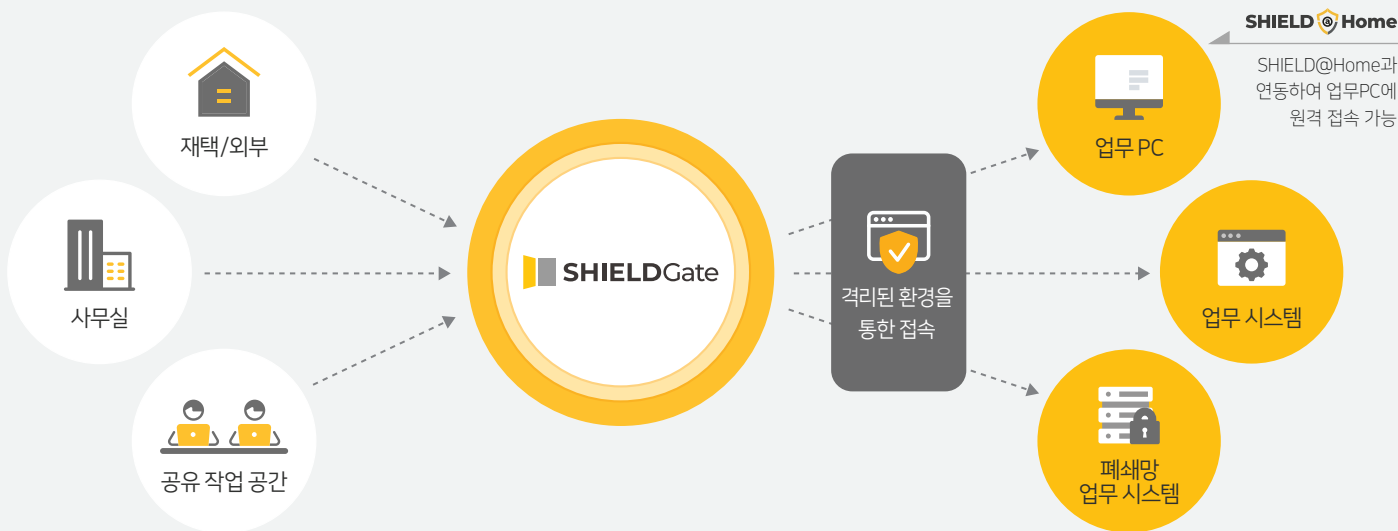 재택/외부
사무실
공유 작업 공간
SHIELDGate
격리된 환경을
통한 접속
업무 PC
업무 시스템
폐쇄망
업무 시스템
SHIELD@Home
SHIELD@Home과
연동하여 업무PC에
원격 접속 가능